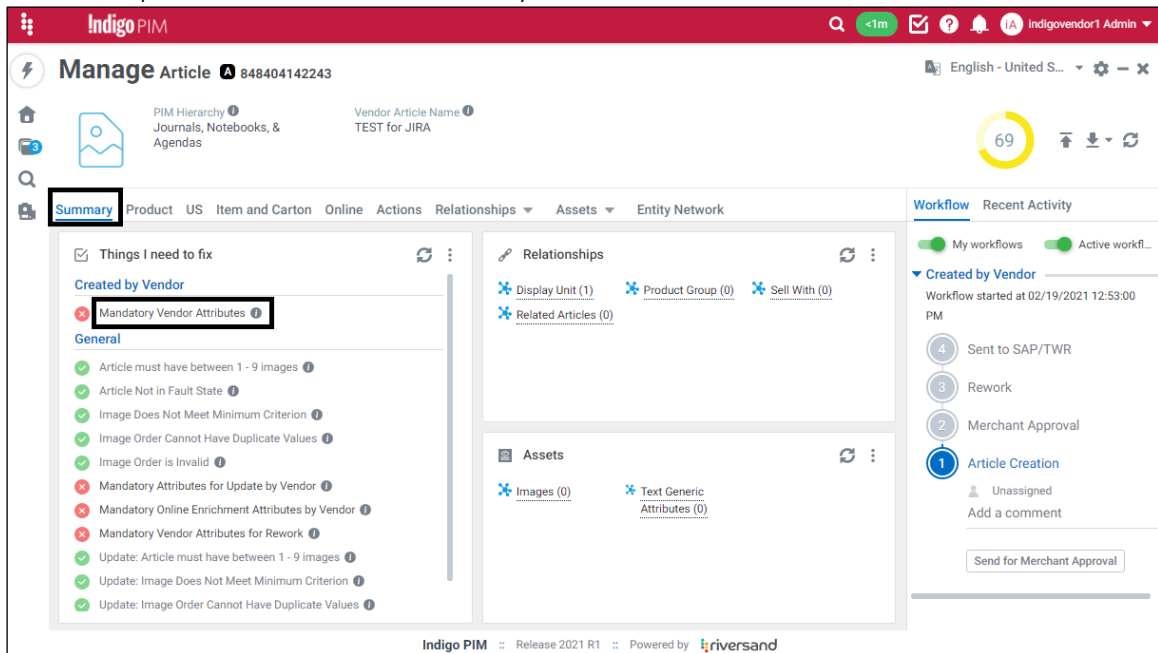 Indigo PIM
<1m
iA indigovendor1 Admin
Manage Article A 848404142243
English - United S...
PIM Hierarchy
Journals, Notebooks, &
Agendas
Vendor Article Name
TEST for JIRA
69
3
Summary Product US Item and Carton Online Actions Relationships Assets Entity Network
Workflow Recent Activity
Things I need to fix
Created by Vendor
Mandatory Vendor Attributes
General
Article must have between 1 - 9 images
Article Not in Fault State
Image Does Not Meet Minimum Criterion
Image Order Cannot Have Duplicate Values
Image Order is Invalid
Mandatory Attributes for Update by Vendor
Mandatory Online Enrichment Attributes by Vendor
Mandatory Vendor Attributes for Rework
Update: Article must have between 1 - 9 images
Update: Image Does Not Meet Minimum Criterion
Update: Image Order Cannot Have Duplicate Values
Relationships
Display Unit (1) Product Group (0) Sell With (0)
Related Articles (0)
Assets
Images (0) Text Generic
Attributes (0)
My workflows Active workfl...
Created by Vendor
Workflow started at 02/19/2021 12:53:00
PM
4 Sent to SAP/TWR
3 Rework
2 Merchant Approval
1 Article Creation
Unassigned
Add a comment
Send for Merchant Approval
Indigo PIM :: Release 2021 R1 :: Powered by riversand